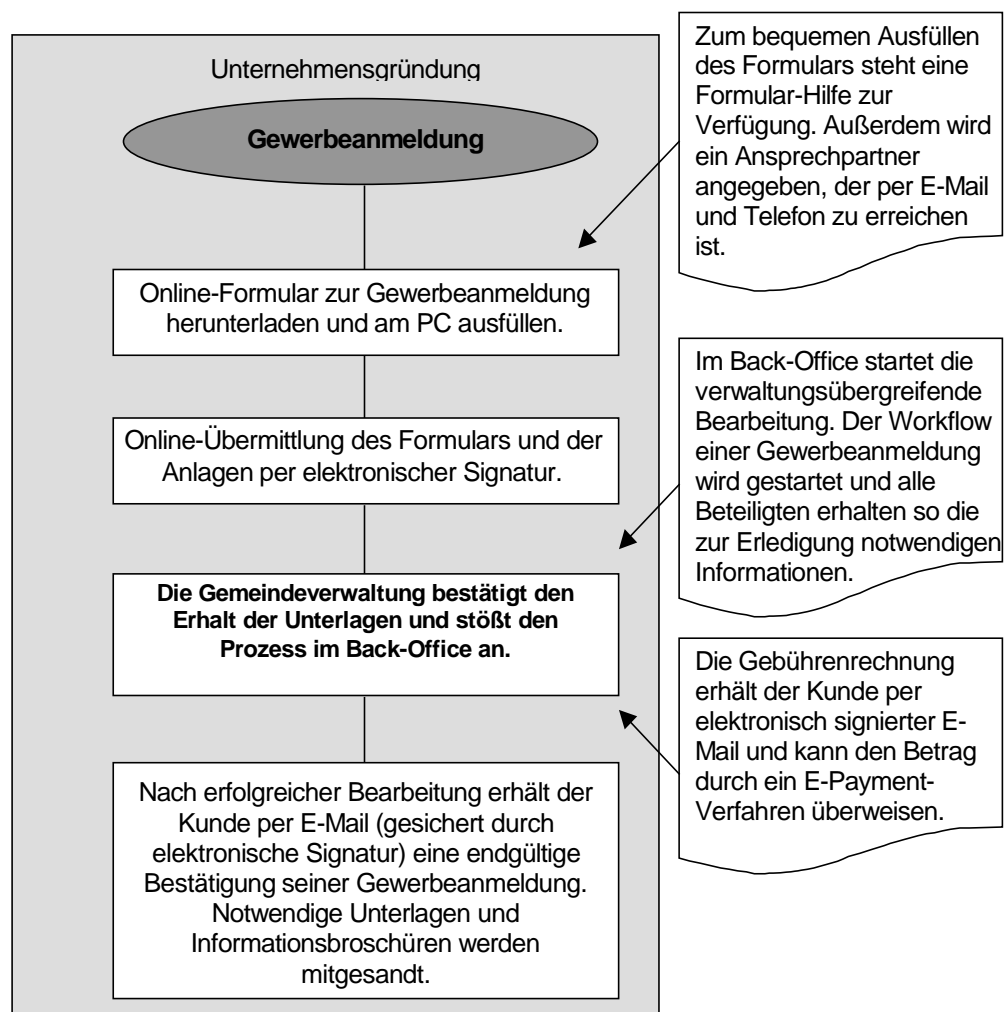 Unternehmensgründung
Gewerbeanmeldung
Zum bequemen Ausfüllen
des Formulars steht eine
Formular-Hilfe zur
Verfügung. Außerdem wird
ein Ansprechpartner
angegeben, der per E-Mail
und Telefon zu erreichen
ist.
Online-Formular zur Gewerbeanmeldung
herunterladen und am PC ausfüllen.
Online-Übermittlung des Formulars und der
Anlagen per elektronischer Signatur.
Im Back-Office startet die
verwaltungsübergreifende
Bearbeitung. Der Workflow
einer Gewerbeanmeldung
wird gestartet und alle
Beteiligten erhalten so die
zur Erledigung notwendigen
Informationen.
Die Gemeindeverwaltung bestätigt den
Erhalt der Unterlagen und stößt den
Prozess im Back-Office an.
Die Gebührenrechnung
erhält der Kunde per
elektronisch signierter E-
Mail und kann den Betrag
durch ein E-Payment-
Verfahren überweisen.
Nach erfolgreicher Bearbeitung erhält der
Kunde per E-Mail (gesichert durch
elektronische Signatur) eine endgültige
Bestätigung seiner Gewerbeanmeldung.
Notwendige Unterlagen und
Informationsbroschüren werden
mitgesandt.